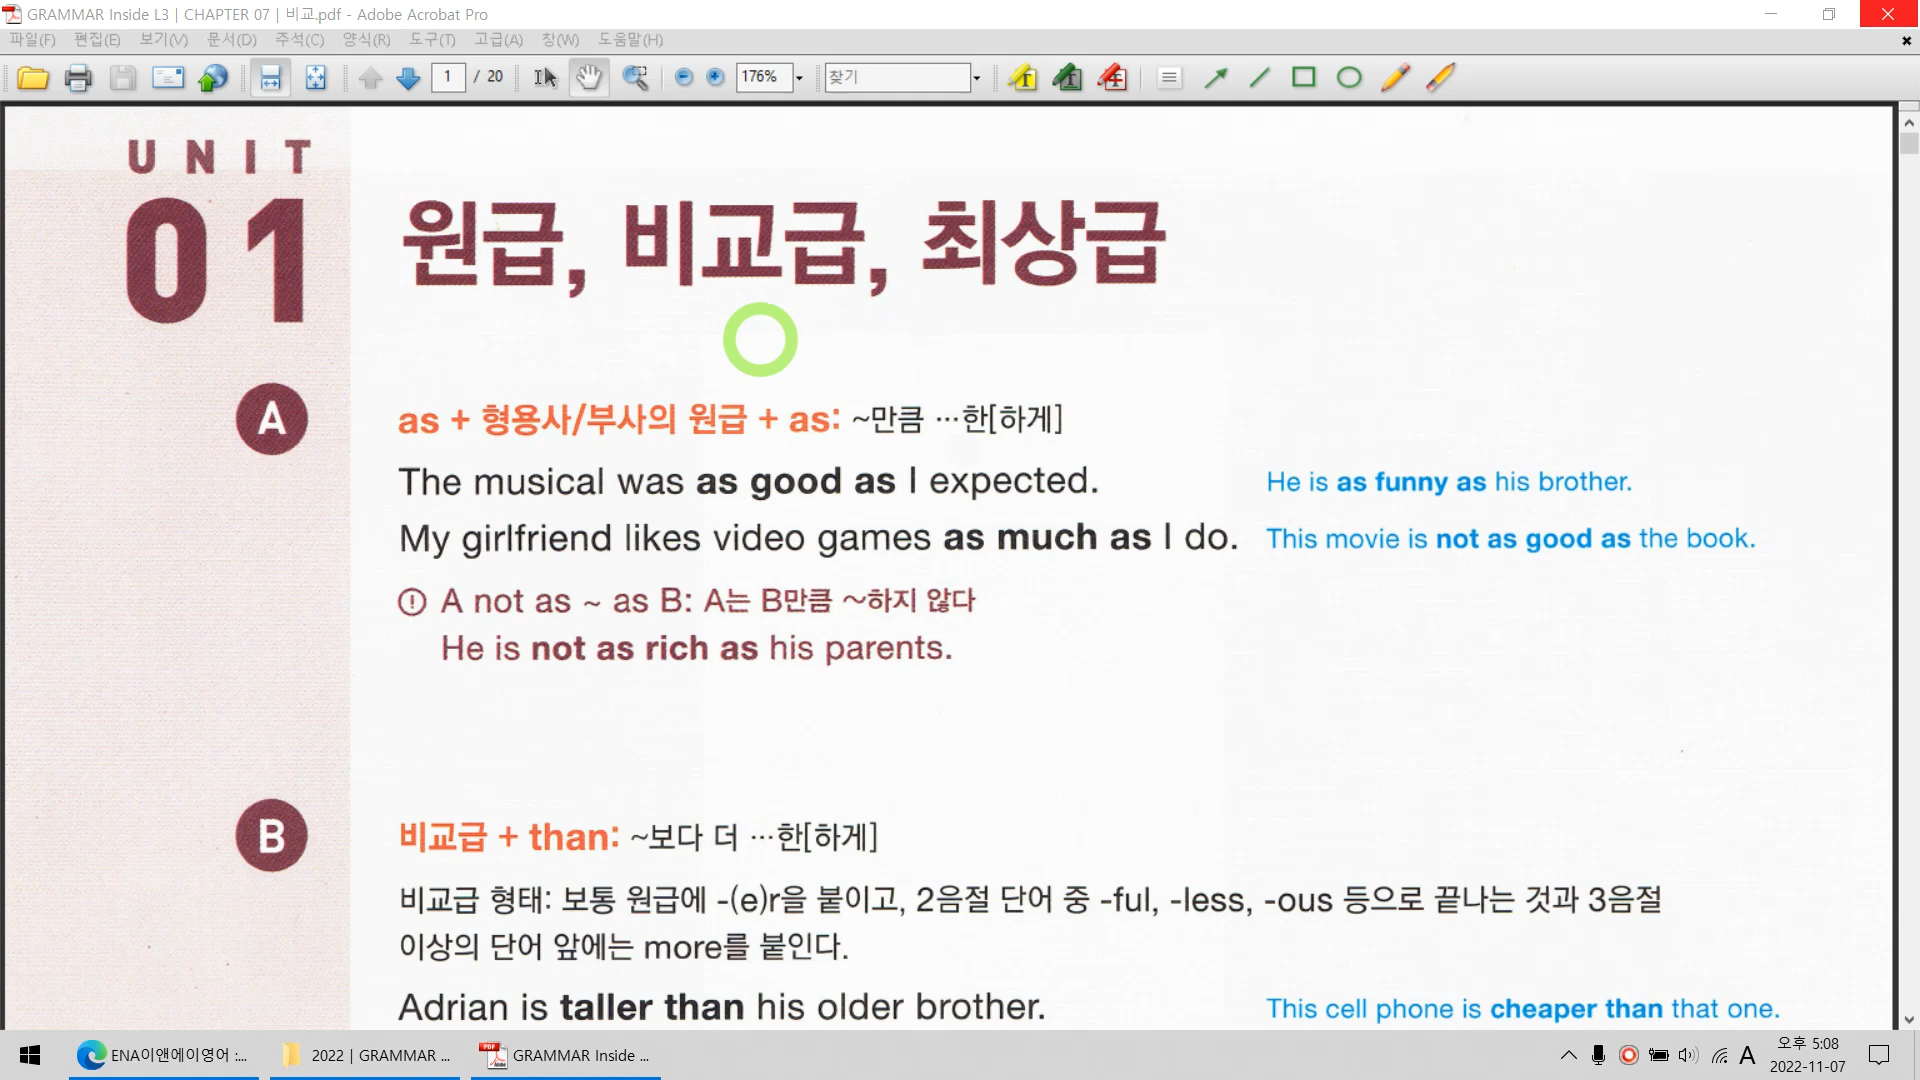 GRAMMAR Inside L3 | CHAPTER 07 | 비교.pdf - Adobe Acrobat Pro
파일(F) 편집(E) 보기(V) 문서(D) 주석(C) 양식(R) 도구(T) 고급(A) 창(W) 도움말(H)
1 / 20 176% 찾기
UNIT
01
원급, 비교급, 최상급
A
as + 형용사/부사의 원급 + as: ~만큼 …한[하게]
The musical was as good as I expected.
He is as funny as his brother.
My girlfriend likes video games as much as I do.
This movie is not as good as the book.
A not as ~ as B: A는 B만큼 ~하지 않다
He is not as rich as his parents.
B
비교급 + than: ~보다 더 …한[하게]
비교급 형태: 보통 원급에 -(e)r을 붙이고, 2음절 단어 중 -ful, -less, -ous 등으로 끝나는 것과 3음절
이상의 단어 앞에는 more를 붙인다.
Adrian is taller than his older brother.
This cell phone is cheaper than that one.
ENA이앤에이영어 :...
2022 | GRAMMAR ...
GRAMMAR Inside ...
A
오후 5:08
2022-11-07